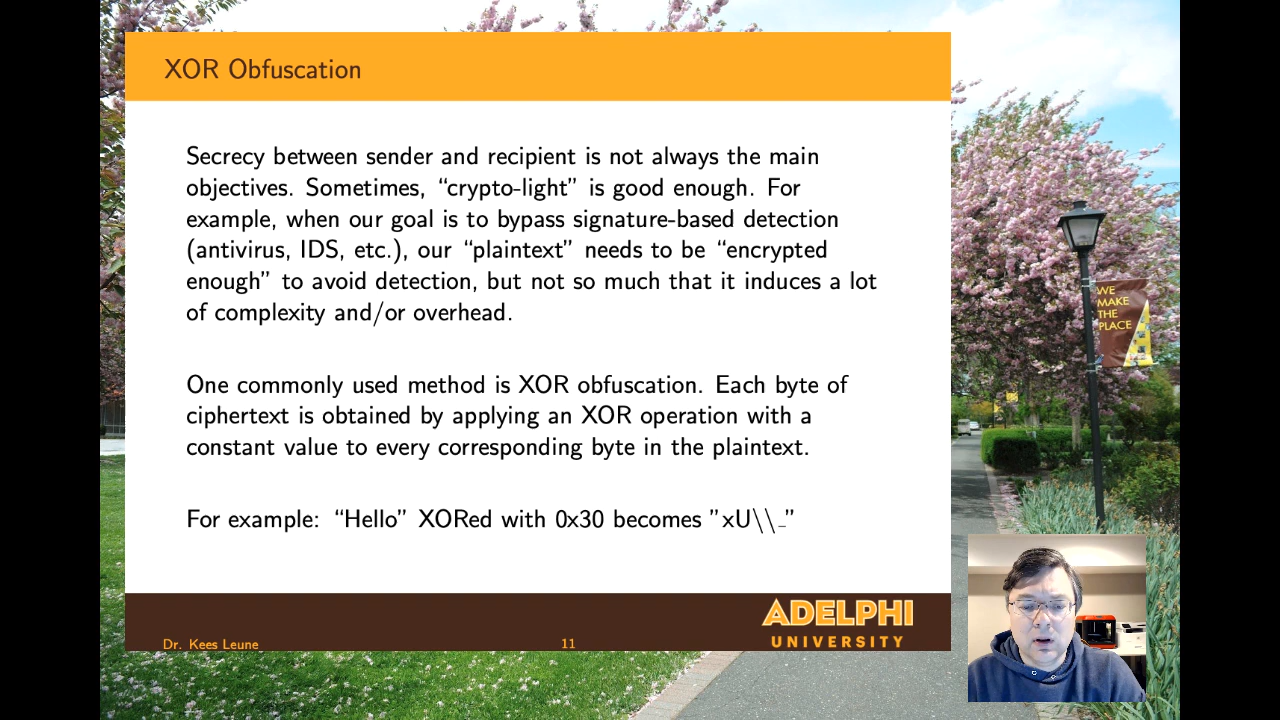 XOR Obfuscation
Secrecy between sender and recipient is not always the main
objectives. Sometimes, “crypto-light” is good enough. For
example, when our goal is to bypass signature-based detection
(antivirus, IDS, etc.), our “plaintext” needs to be “encrypted
enough” to avoid detection, but not so much that it induces a lot
of complexity and/or overhead.
One commonly used method is XOR obfuscation. Each byte of
ciphertext is obtained by applying an XOR operation with a
constant value to every corresponding byte in the plaintext.
For example: “Hello” XORed with 0x30 becomes ”xU\\_”
WE
MAKE
THE
PLACE
Dr. Kees Leune
11
ADELPHI
UNIVERSITY